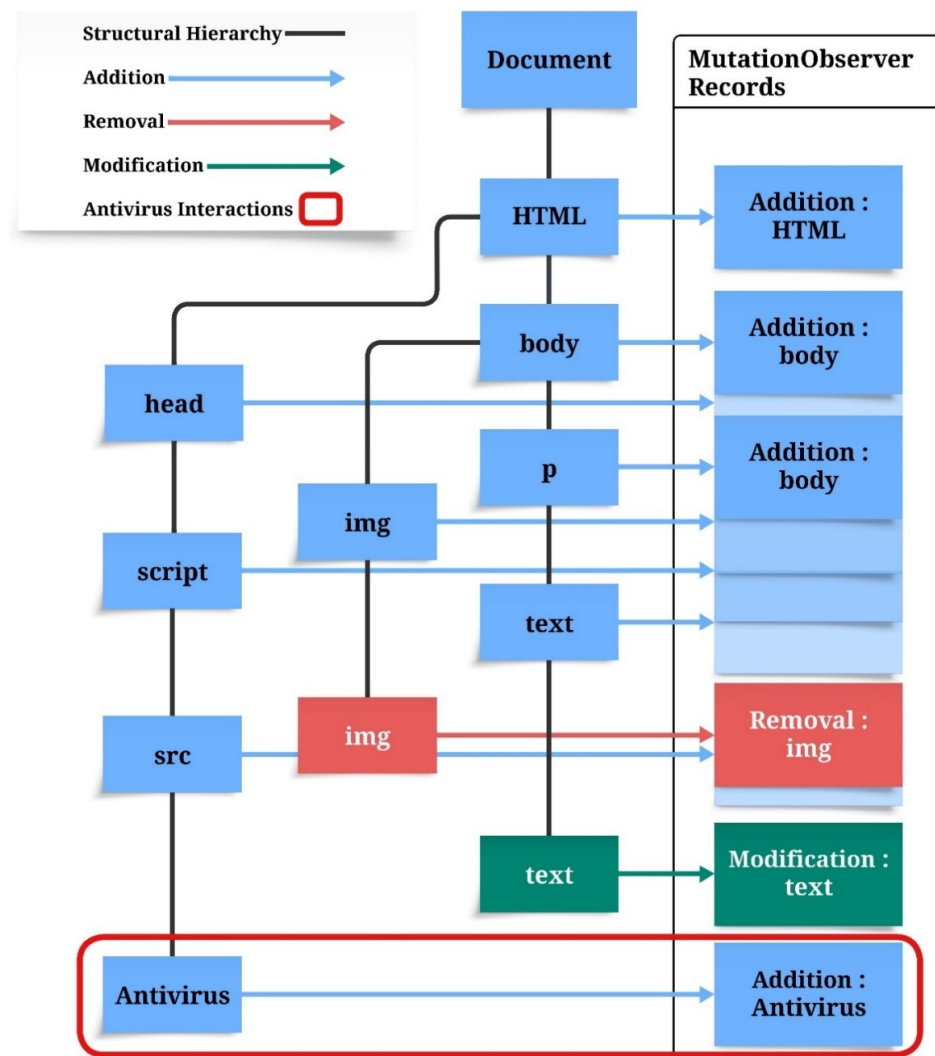 Structural Hierarchy
Addition
Removal
Modification
Antivirus Interactions
Document
MutationObserver
Records
HTML
Addition :
HTML
body
Addition :
body
head
p
Addition :
body
img
script
text
src
img
Removal :
img
text
Modification :
text
Antivirus
Addition :
Antivirus